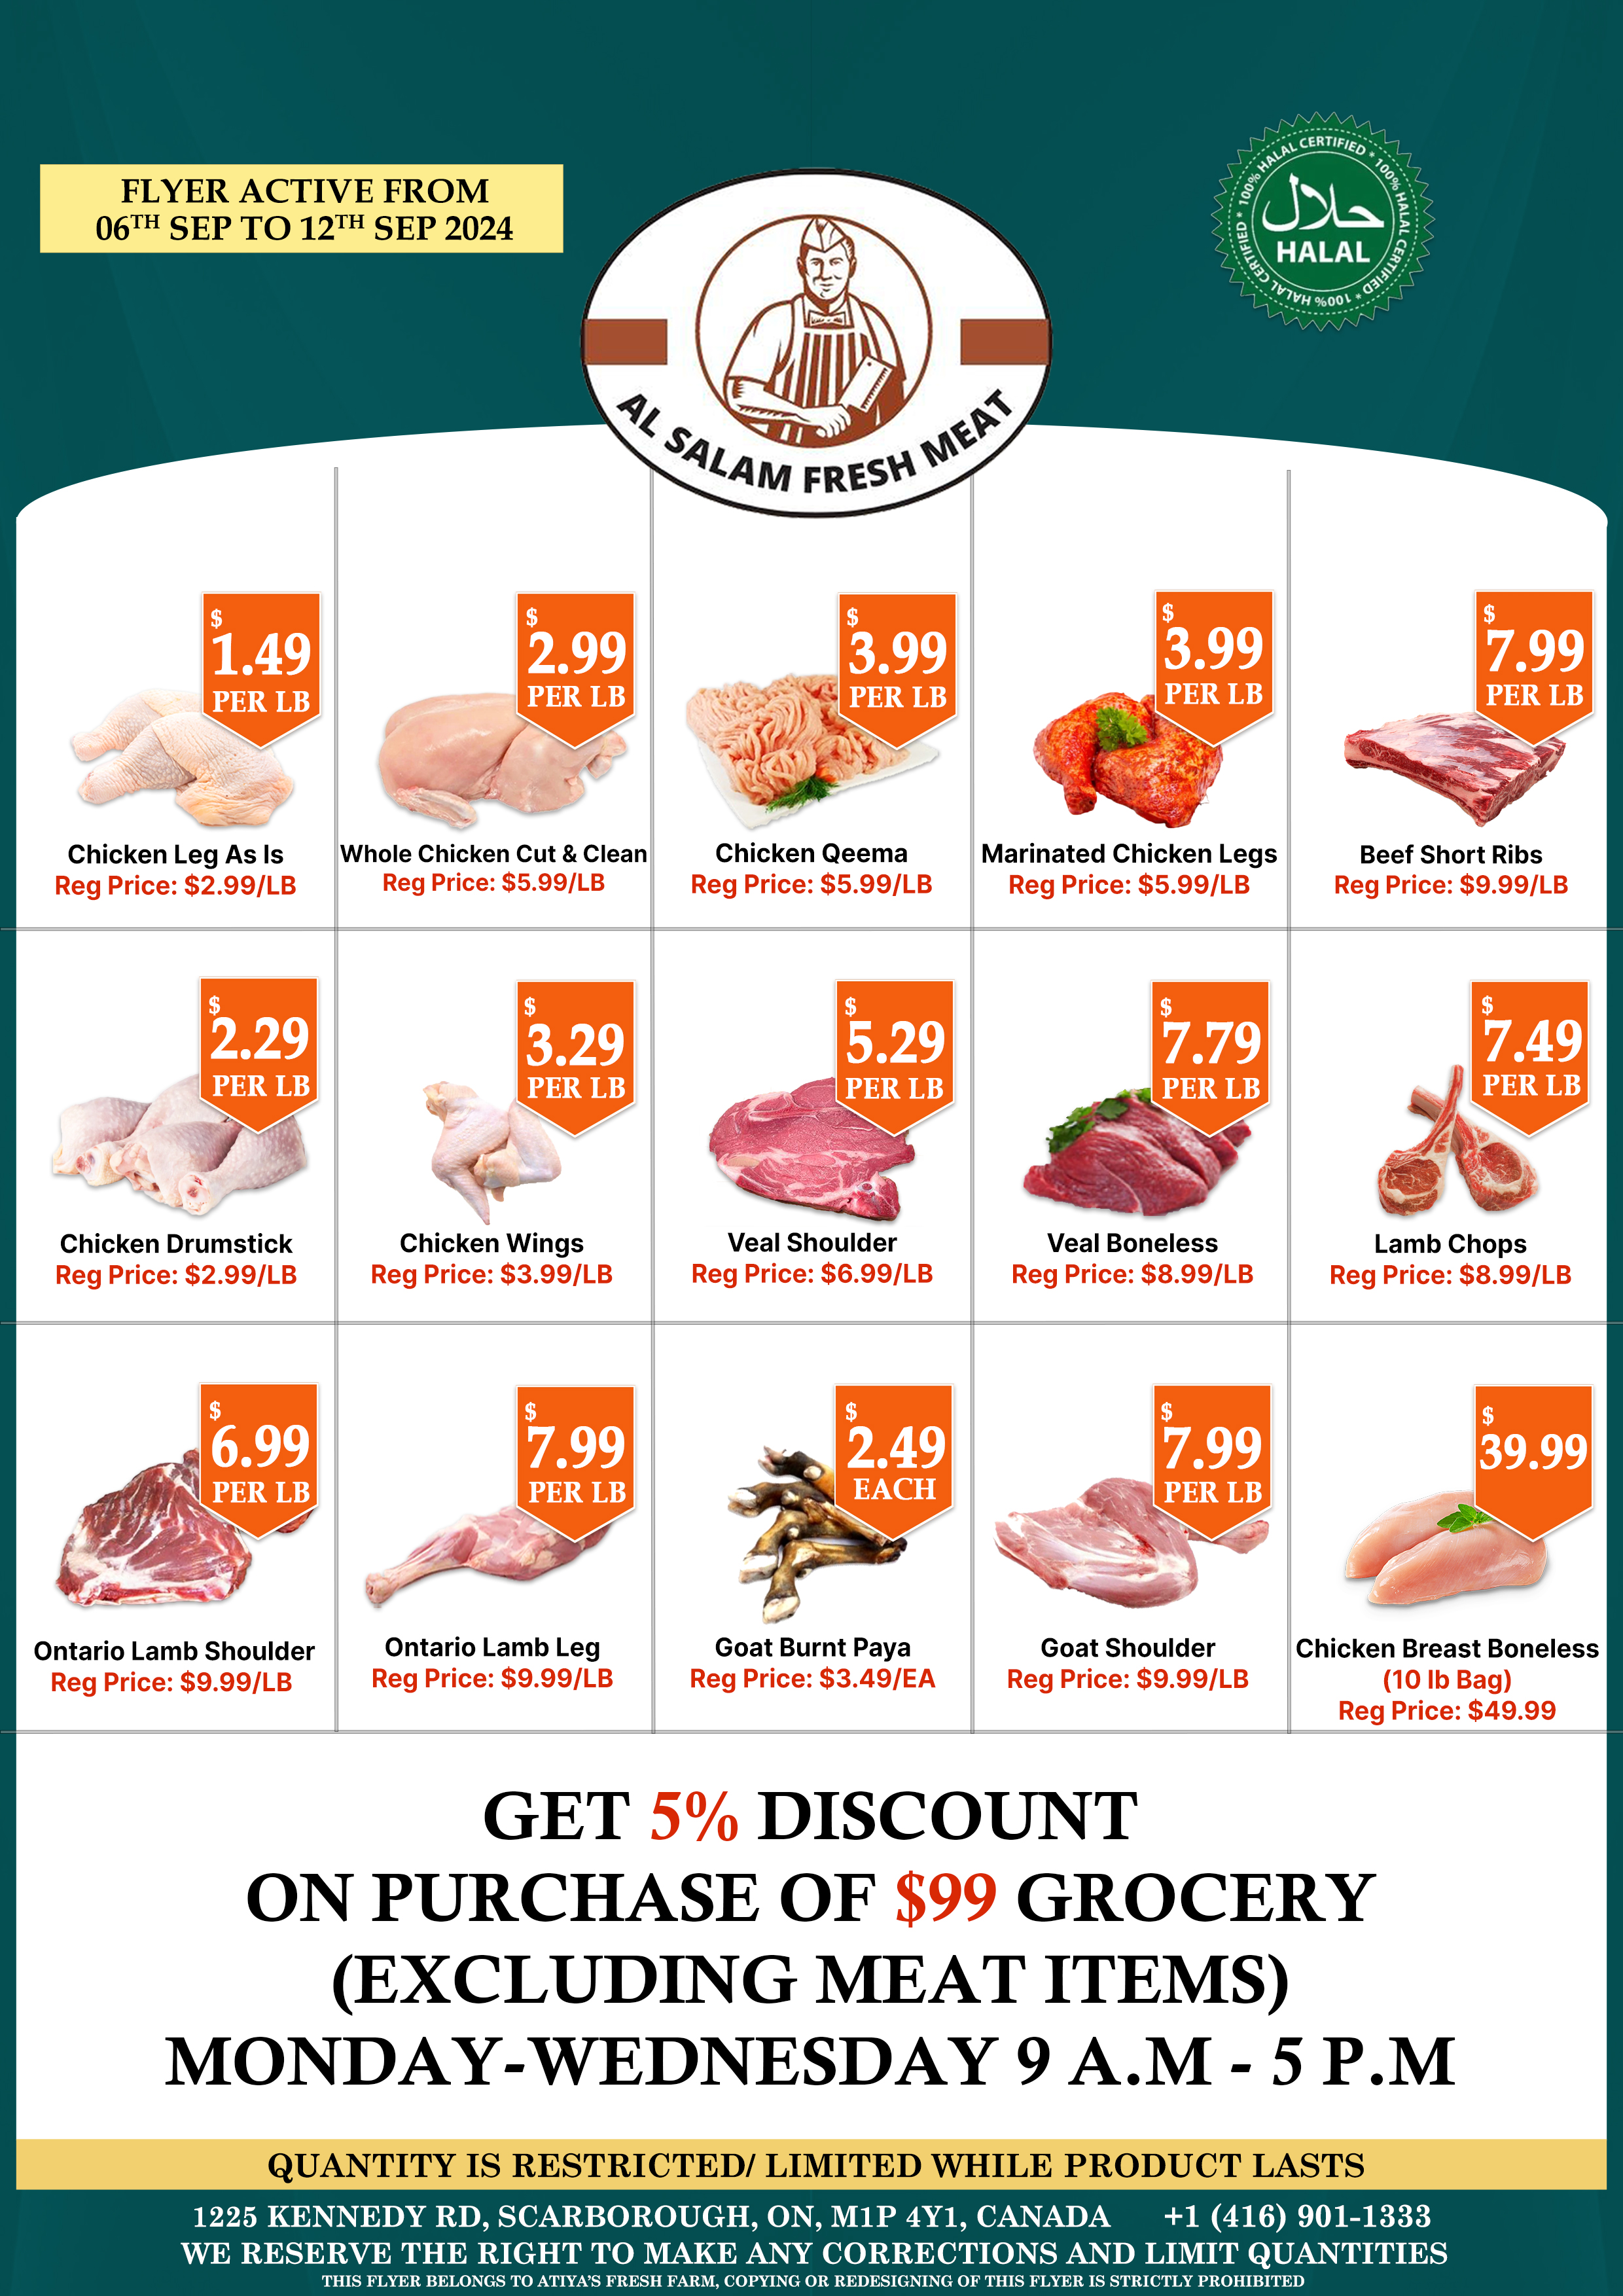 FLYER ACTIVE FROM
06TH SEP TO 12TH SEP 2024
100% HALAL CERTIFIED * 100% HALAL CERTIFIED * 100% HALAL CERTIFIED *
حلال
HALAL
AL SALAM FRESH MEAT
$
1.49
PER LB
Chicken Leg As Is
Reg Price: $2.99/LB
$
2.99
PER LB
Whole Chicken Cut & Clean
Reg Price: $5.99/LB
$
3.99
PER LB
Chicken Qeema
Reg Price: $5.99/LB
$
3.99
PER LB
Marinated Chicken Legs
Reg Price: $5.99/LB
$
7.99
PER LB
Beef Short Ribs
Reg Price: $9.99/LB
$
2.29
PER LB
Chicken Drumstick
Reg Price: $2.99/LB
$
3.29
PER LB
Chicken Wings
Reg Price: $3.99/LB
$
5.29
PER LB
Veal Shoulder
Reg Price: $6.99/LB
$
7.79
PER LB
Veal Boneless
Reg Price: $8.99/LB
$
7.49
PER LB
Lamb Chops
Reg Price: $8.99/LB
$
6.99
PER LB
Ontario Lamb Shoulder
Reg Price: $9.99/LB
$
7.99
PER LB
Ontario Lamb Leg
Reg Price: $9.99/LB
$
2.49
EACH
Goat Burnt Paya
Reg Price: $3.49/EA
$
7.99
PER LB
Goat Shoulder
Reg Price: $9.99/LB
$
39.99
Chicken Breast Boneless
(10 lb Bag)
Reg Price: $49.99
GET 5% DISCOUNT
ON PURCHASE OF $99 GROCERY
(EXCLUDING MEAT ITEMS)
MONDAY-WEDNESDAY 9 A.M - 5 P.M
QUANTITY IS RESTRICTED/ LIMITED WHILE PRODUCT LASTS
1225 KENNEDY RD, SCARBOROUGH, ON, M1P 4Y1, CANADA +1 (416) 901-1333
WE RESERVE THE RIGHT TO MAKE ANY CORRECTIONS AND LIMIT QUANTITIES
THIS FLYER BELONGS TO ATIYA'S FRESH FARM, COPYING OR REDESIGNING OF THIS FLYER IS STRICTLY PROHIBITED